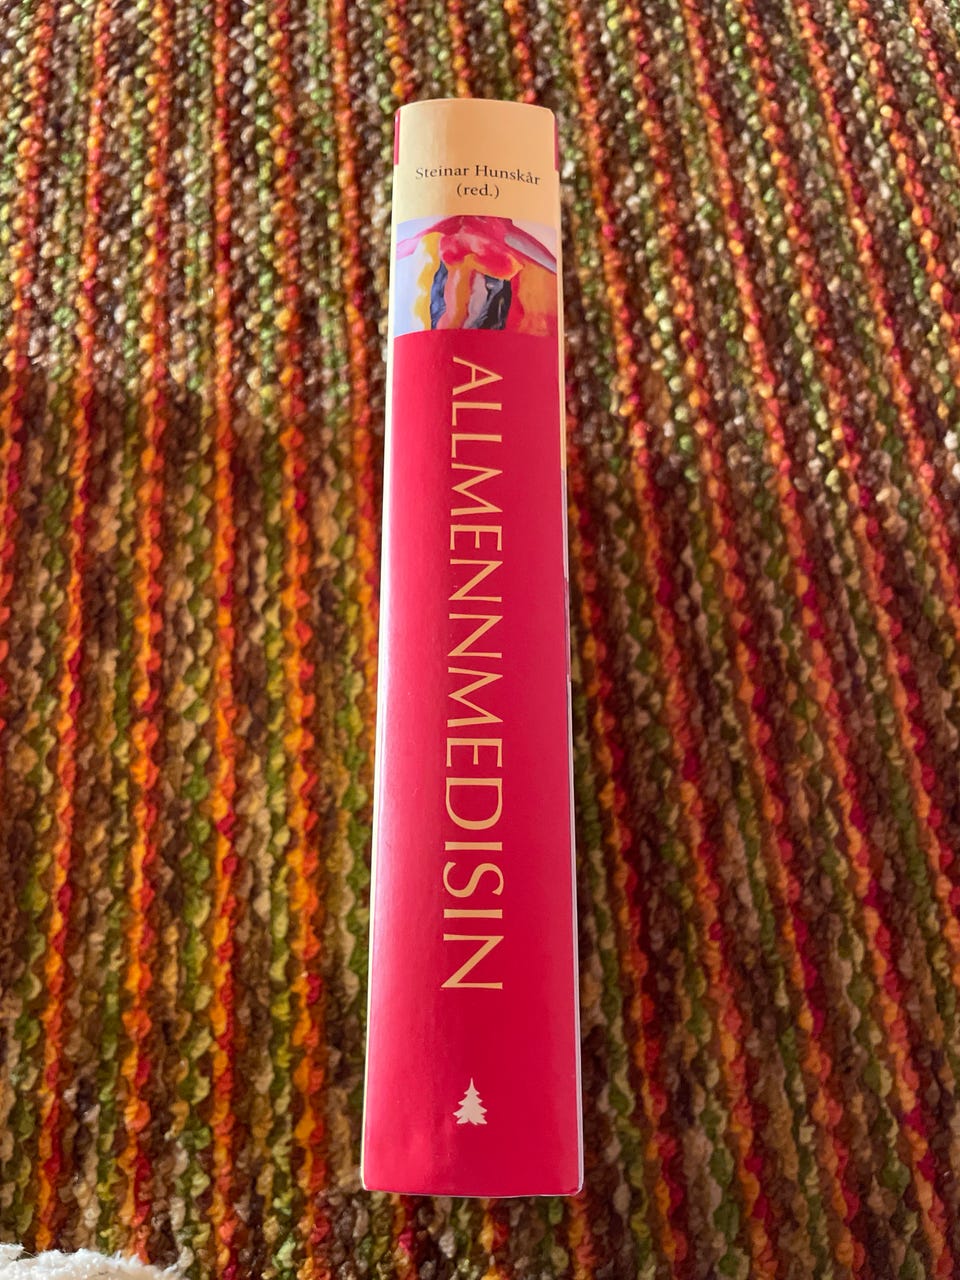 Steinar Hunskår
(red.)
ALLMENNMEDISIN